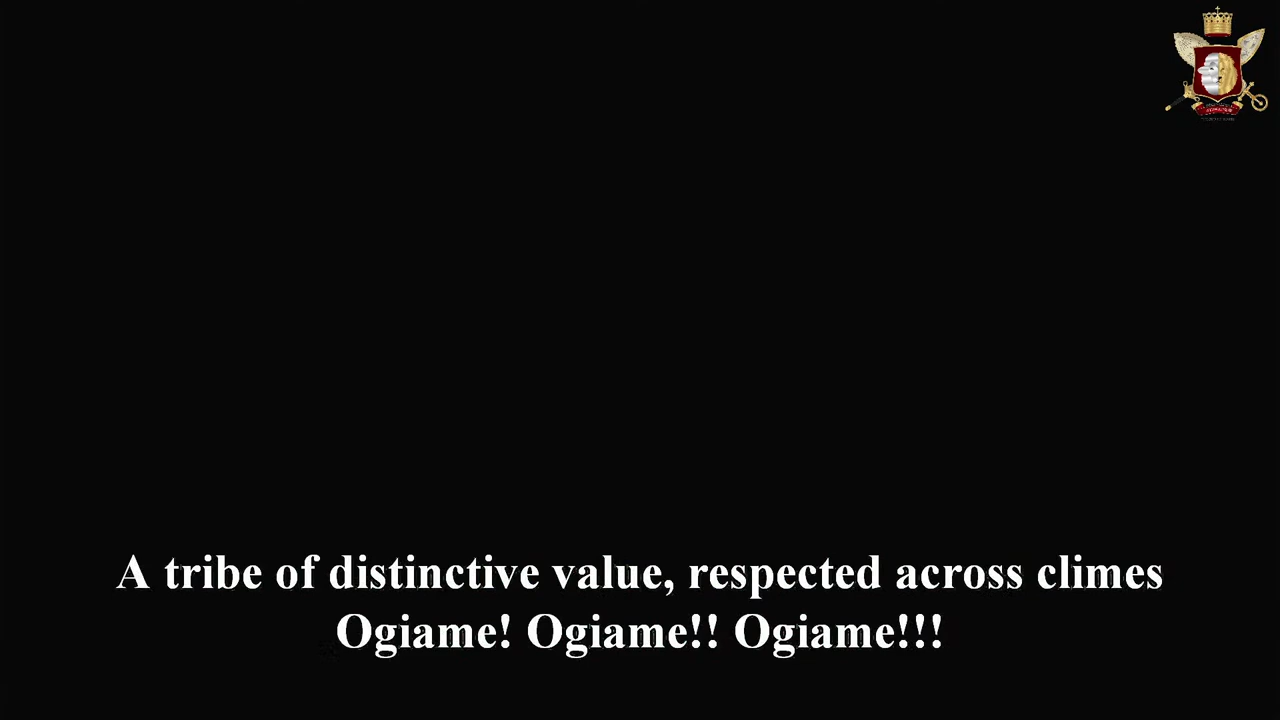 A tribe of distinctive value, respected across climes
Ogiame! Ogiame!! Ogiame!!!